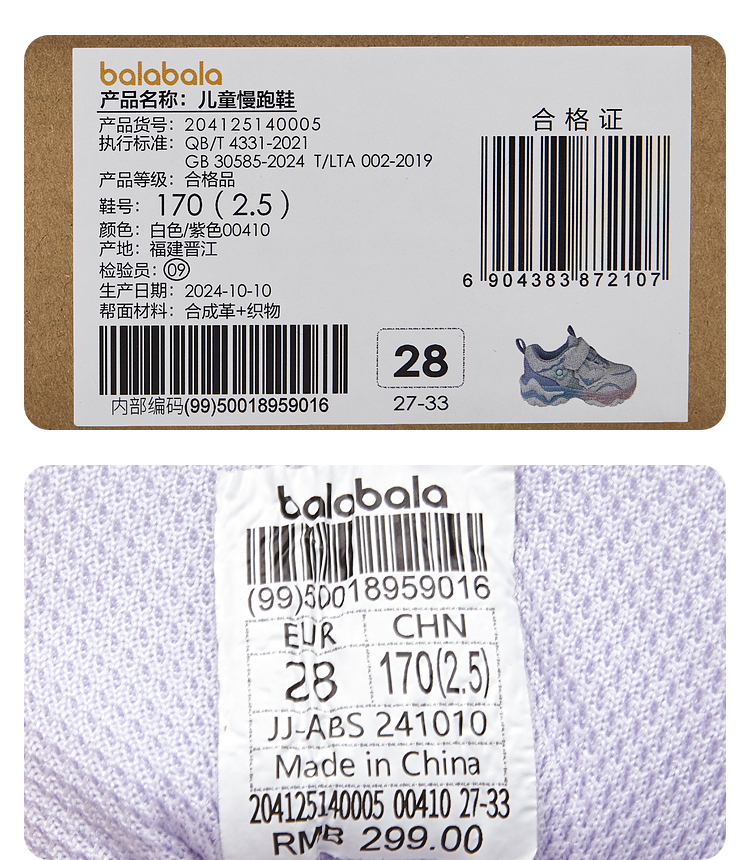 balabala
产品名称：儿童慢跑鞋
产品货号：204125140005
执行标准：QB/T 4331-2021
GB 30585-2024 T/LTA 002-2019
产品等级：合格品
鞋号：170（2.5）
颜色：白色/紫色00410
产地：福建晋江
检验员：09
生产日期：2024-10-10
帮面材料：合成革+织物
内部编码(99)50018959016
28
27-33
合格证
6 904383 872107
balabala
(99)50018959016
EUR CHN
28 170(2.5)
JJ-ABS 241010
Made in China
204125140005 00410 27-33
RMB 299.00